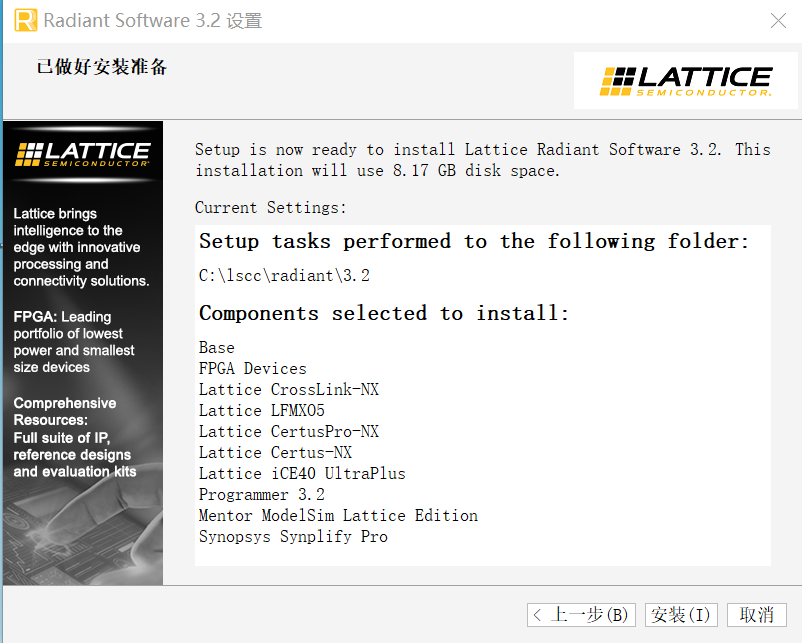 Radiant Software 3.2 设置
已做好安装准备
LATTICE
SEMICONDUCTOR.
LATTICE
SEMICONDUCTOR
Lattice brings
intelligence to the
edge with innovative
processing and
connectivity solutions.
FPGA: Leading
portfolio of lowest
power and smallest
size devices
Comprehensive
Resources:
Full suite of IP,
reference designs
and evaluation kits
Setup is now ready to install Lattice Radiant Software 3.2. This
installation will use 8.17 GB disk space.
Current Settings:
Setup tasks performed to the following folder:
C:\lscc\radiant\3.2
Components selected to install:
Base
FPGA Devices
Lattice CrossLink-NX
Lattice LFMXO5
Lattice CertusPro-NX
Lattice Certus-NX
Lattice iCE40 UltraPlus
Programmer 3.2
Mentor ModelSim Lattice Edition
Synopsys Synplify Pro
< 上一步(B) 安装(I) 取消